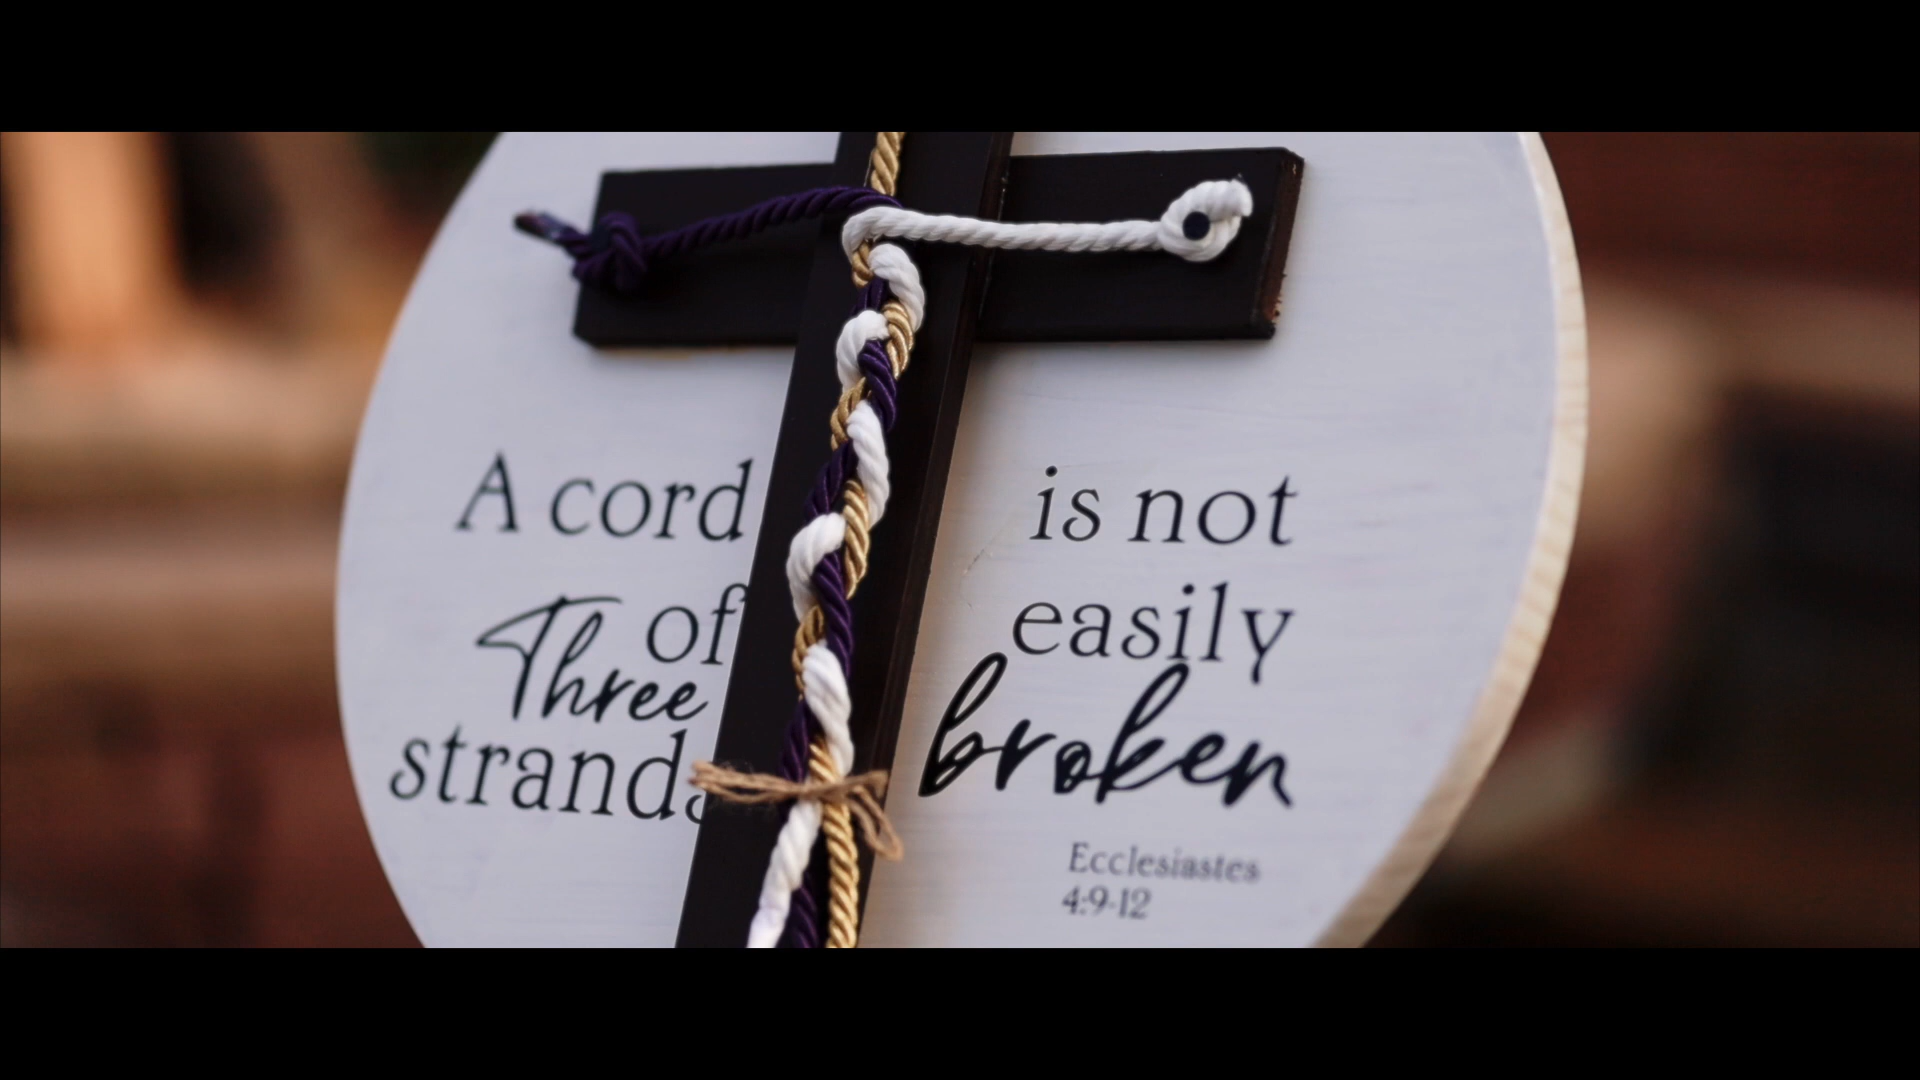 A cord
of
Three
strands
is not
easily
broken
Ecclesiastes
4:9-12